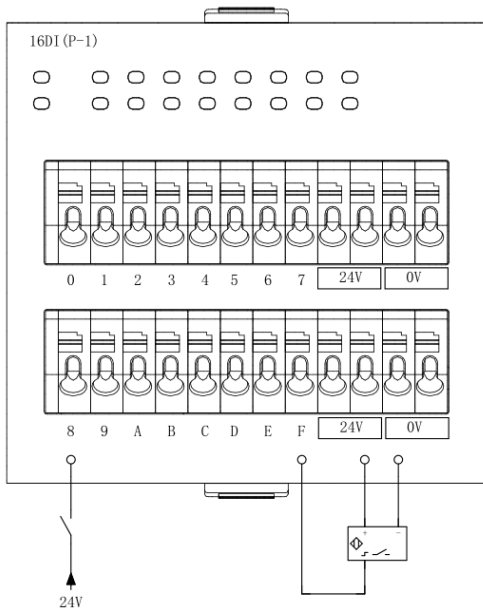 16DI(P-1)
0 1 2 3 4 5 6 7 24V 0V
8 9 A B C D E F 24V 0V
+ -
24V